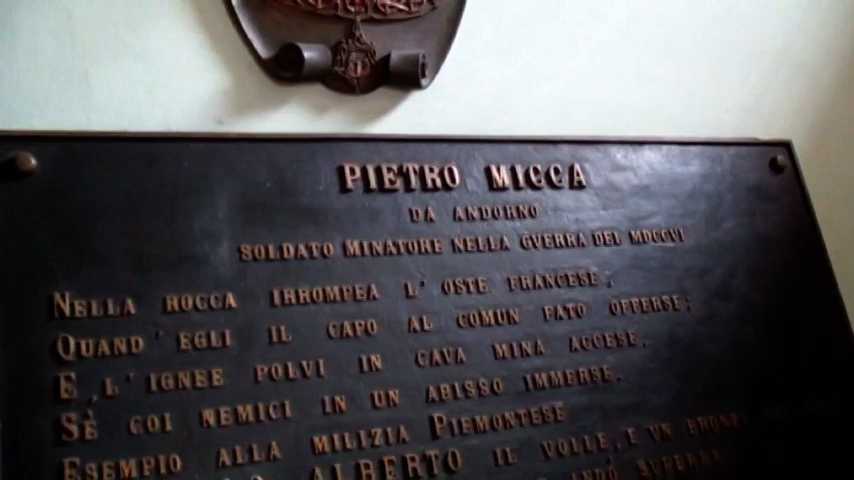 PIETRO MICCA
DA ANDORNO
SOLDATO MINATORE NELLA GVERRA DEL MDCCVI
NELLA ROCCA IRROMPEA L' OSTE FRANCESE;
QUAND' EGLI IL CAPO AL COMUN FATO OFFERSE;
E, L' IGNEE POLVI IN CAVA MINA ACCESE,
SÈ COI NEMICI IN UN ABISSO IMMERSE.
ESEMPIO ALLA MILIZIA PIEMONTESE
ALBERTO IL VOLLE, E VN
SUPERBA